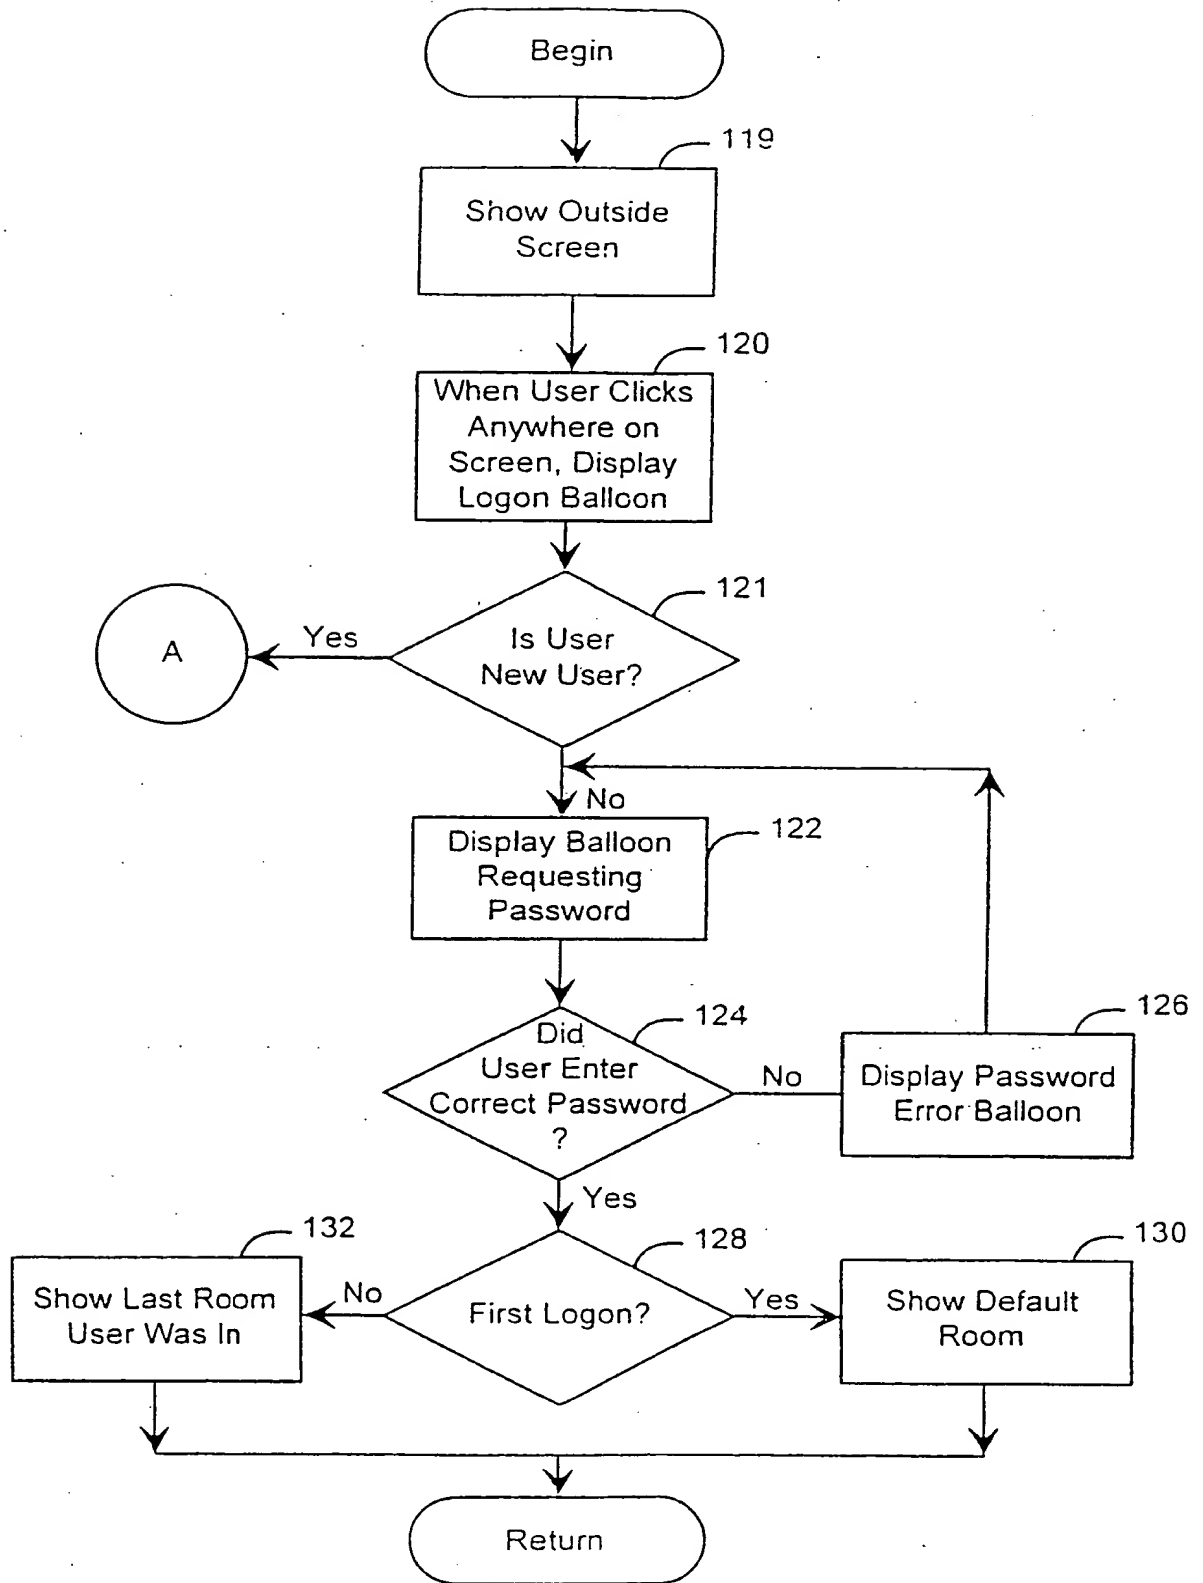 Begin
119
Show Outside
Screen
120
When User Clicks
Anywhere on
Screen, Display
Logon Balloon
121
Is User
New User?
Yes
A
No
Display Balloon
Requesting
Password
122
124
Did
User Enter
Correct Password
?
No
126
Display Password
Error Balloon
Yes
132
Show Last Room
User Was In
No
128
First Logon?
Yes
130
Show Default
Room
Return